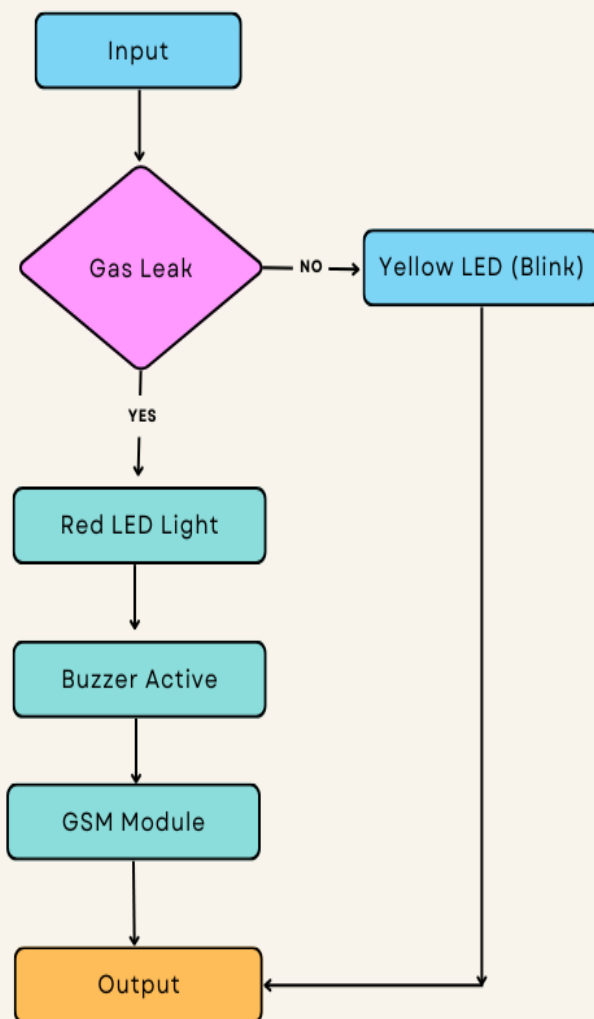 Input
Gas Leak
NO
Yellow LED (Blink)
YES
Red LED Light
Buzzer Active
GSM Module
Output